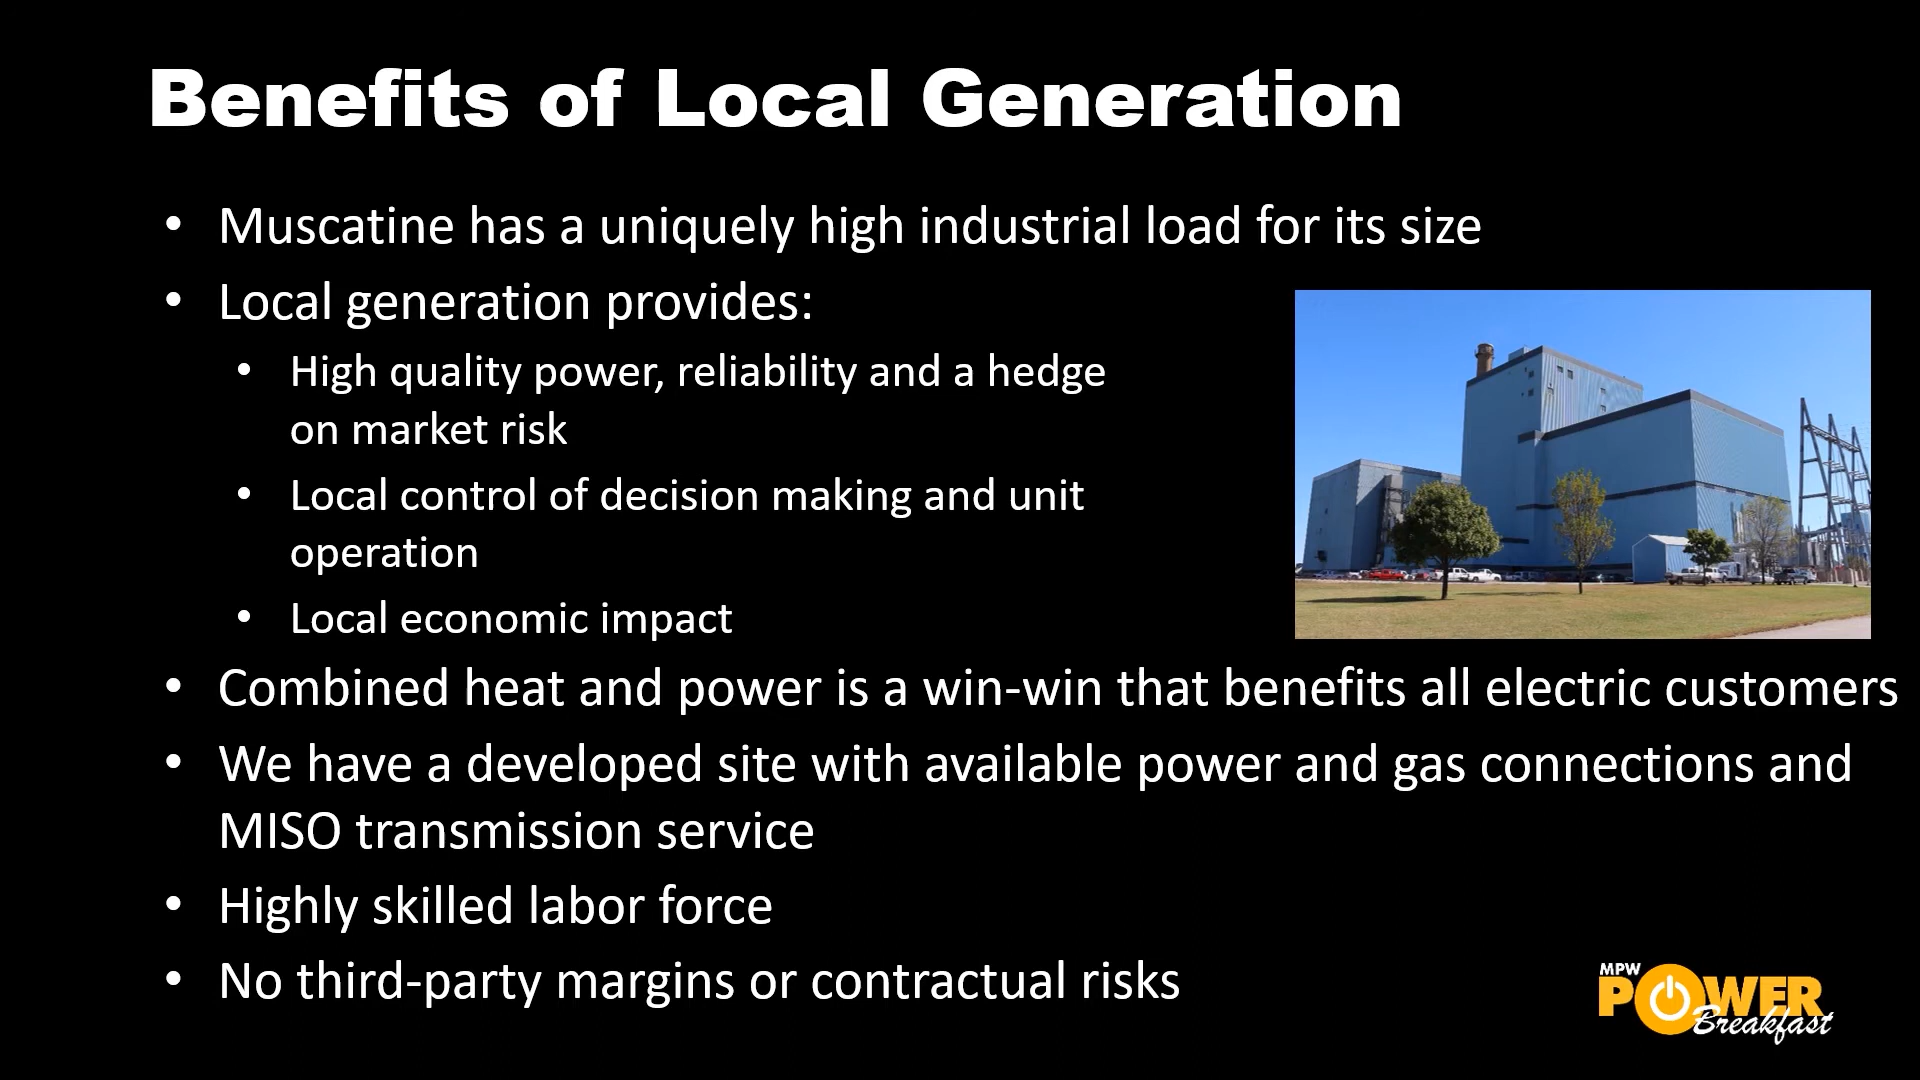 Benefits of Local Generation
• Muscatine has a uniquely high industrial load for its size
• Local generation provides:
• High quality power, reliability and a hedge
on market risk
• Local control of decision making and unit
operation
• Local economic impact
• Combined heat and power is a win-win that benefits all electric customers
• We have a developed site with available power and gas connections and
MISO transmission service
• Highly skilled labor force
• No third-party margins or contractual risks
MPW
POWER
Breakfast